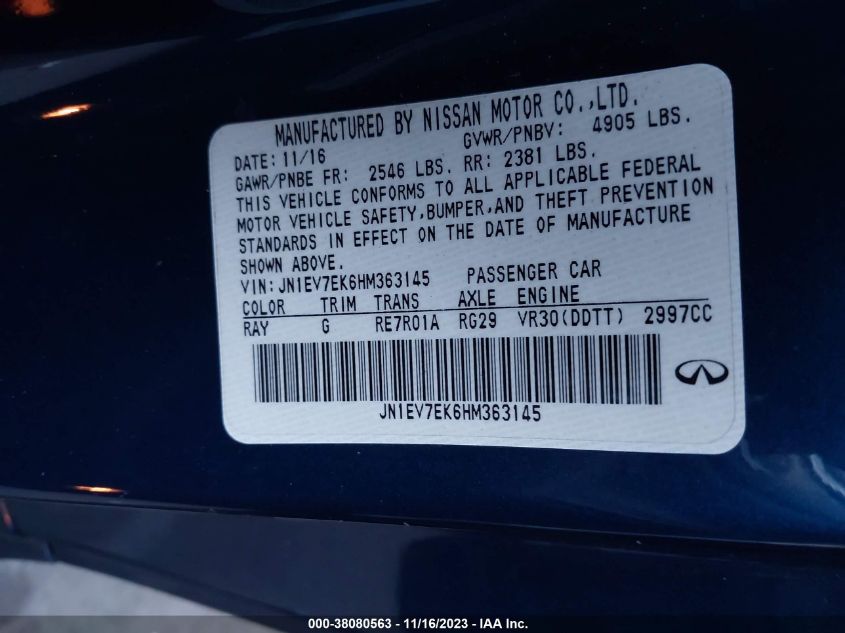 MANUFACTURED BY NISSAN MOTOR CO.,LTD.
DATE: 11/16 GVWR/PNBV: 4905 LBS.
GAWR/PNBE FR: 2546 LBS. RR: 2381 LBS.
THIS VEHICLE CONFORMS TO ALL APPLICABLE FEDERAL
MOTOR VEHICLE SAFETY,BUMPER,AND THEFT PREVENTION
STANDARDS IN EFFECT ON THE DATE OF MANUFACTURE
SHOWN ABOVE.
VIN: JN1EV7EK6HM363145 PASSENGER CAR
COLOR TRIM TRANS AXLE ENGINE
RAY G RE7R01A RG29 VR30(DDTT) 2997CC
JN1EV7EK6HM363145
000-38080563 - 11/16/2023 - IAA Inc.